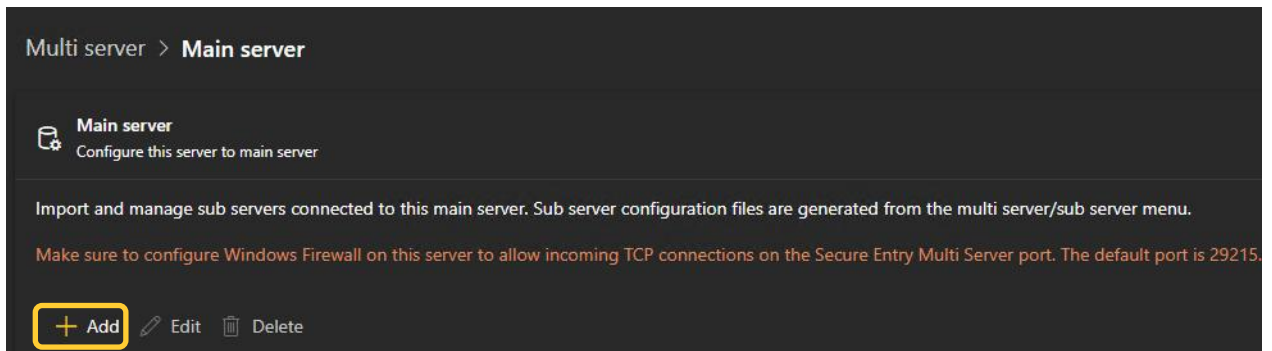 Multi server > Main server
Main server
Configure this server to main server
Import and manage sub servers connected to this main server. Sub server configuration files are generated from the multi server/sub server menu.
Make sure to configure Windows Firewall on this server to allow incoming TCP connections on the Secure Entry Multi Server port. The default port is 29215.
Add Edit Delete